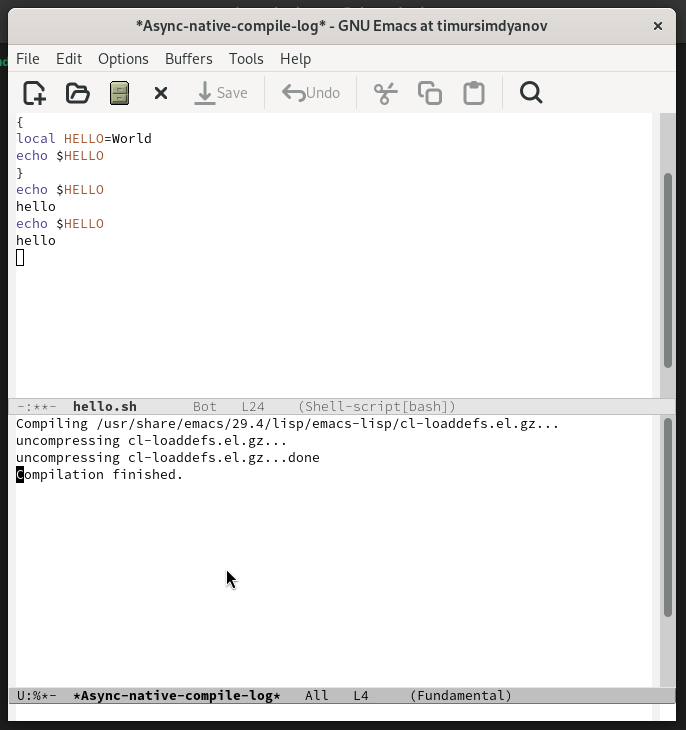 *Async-native-compile-log* - GNU Emacs at timursimdyanov
File Edit Options Buffers Tools Help
Save Undo
{
local HELLO=World
echo $HELLO
}
echo $HELLO
hello
echo $HELLO
hello
-:**- hello.sh Bot L24 (Shell-script[bash])
Compiling /usr/share/emacs/29.4/lisp/emacs-lisp/cl-loaddefs.el.gz...
uncompressing cl-loaddefs.el.gz...
uncompressing cl-loaddefs.el.gz...done
Compilation finished.
U:%*- *Async-native-compile-log* All L4 (Fundamental)